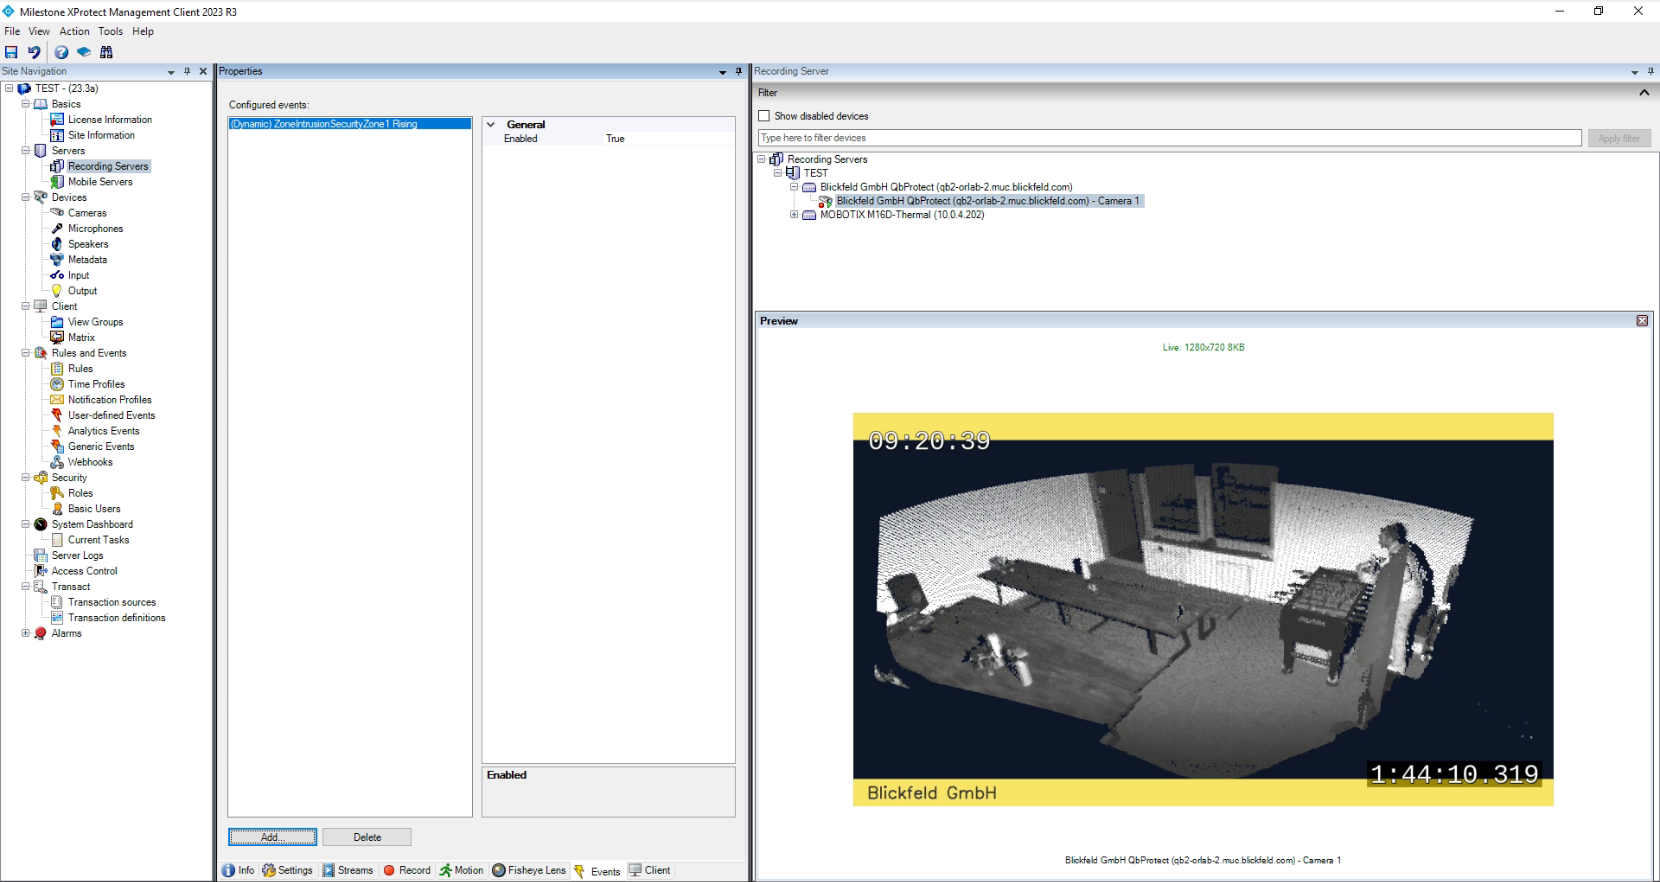 Milestone XProtect Management Client 2023 R3
File View Action Tools Help
Site Navigation
TEST - (23.3a)
Basics
License Information
Site Information
Servers
Recording Servers
Mobile Servers
Devices
Cameras
Microphones
Speakers
Metadata
Input
Output
Client
View Groups
Matrix
Rules and Events
Rules
Time Profiles
Notification Profiles
User-defined Events
Analytics Events
Generic Events
Webhooks
Security
Roles
Basic Users
System Dashboard
Current Tasks
Server Logs
Access Control
Transact
Transaction sources
Transaction definitions
Alarms
Properties
Configured events:
(Dynamic) ZoneIntrusionSecurityZone1 Rising
General
Enabled True
Enabled
Add... Delete
Info Settings Streams Record Motion Fisheye Lens Events Client
Recording Server
Filter
Show disabled devices
Type here to filter devices
Apply filter
Recording Servers
TEST
Blickfeld GmbH QbProtect (qb2-orlab-2.muc.blickfeld.com)
Blickfeld GmbH QbProtect (qb2-orlab-2.muc.blickfeld.com) - Camera 1
MOBOTIX M16D-Thermal (10.0.4.202)
Preview
Live: 1280x720 8KB
09:20:39
1:44:10.319
Blickfeld GmbH
Blickfeld GmbH QbProtect (qb2-orlab-2.muc.blickfeld.com) - Camera 1